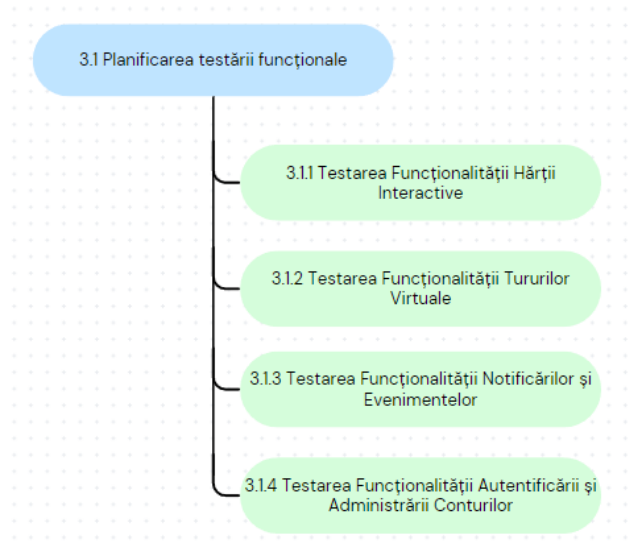 3.1 Planificarea testării funcționale
3.1.1 Testarea Funcționalității Hărții
Interactive
3.1.2 Testarea Funcționalității Tururilor
Virtuale
3.1.3 Testarea Funcționalității Notificărilor și
Evenimentelor
3.1.4 Testarea Funcționalității Autentificării și
Administrării Conturilor